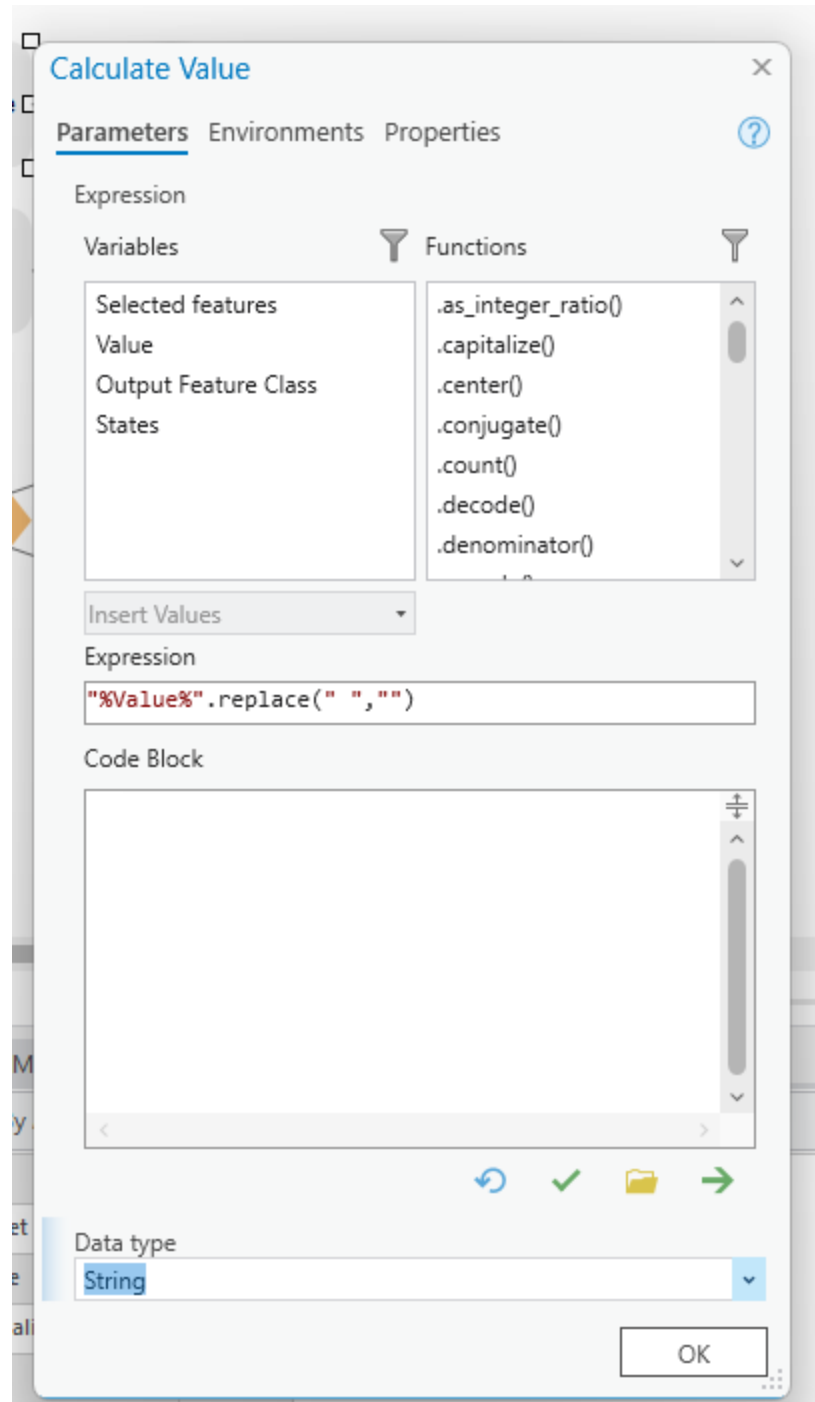 Calculate Value
Parameters Environments Properties
Expression
Variables
Functions
Selected features
Value
Output Feature Class
States
.as_integer_ratio()
.capitalize()
.center()
.conjugate()
.count()
.decode()
.denominator()
Insert Values
Expression
"%Value%".replace(" ","")
Code Block
Data type
String
OK